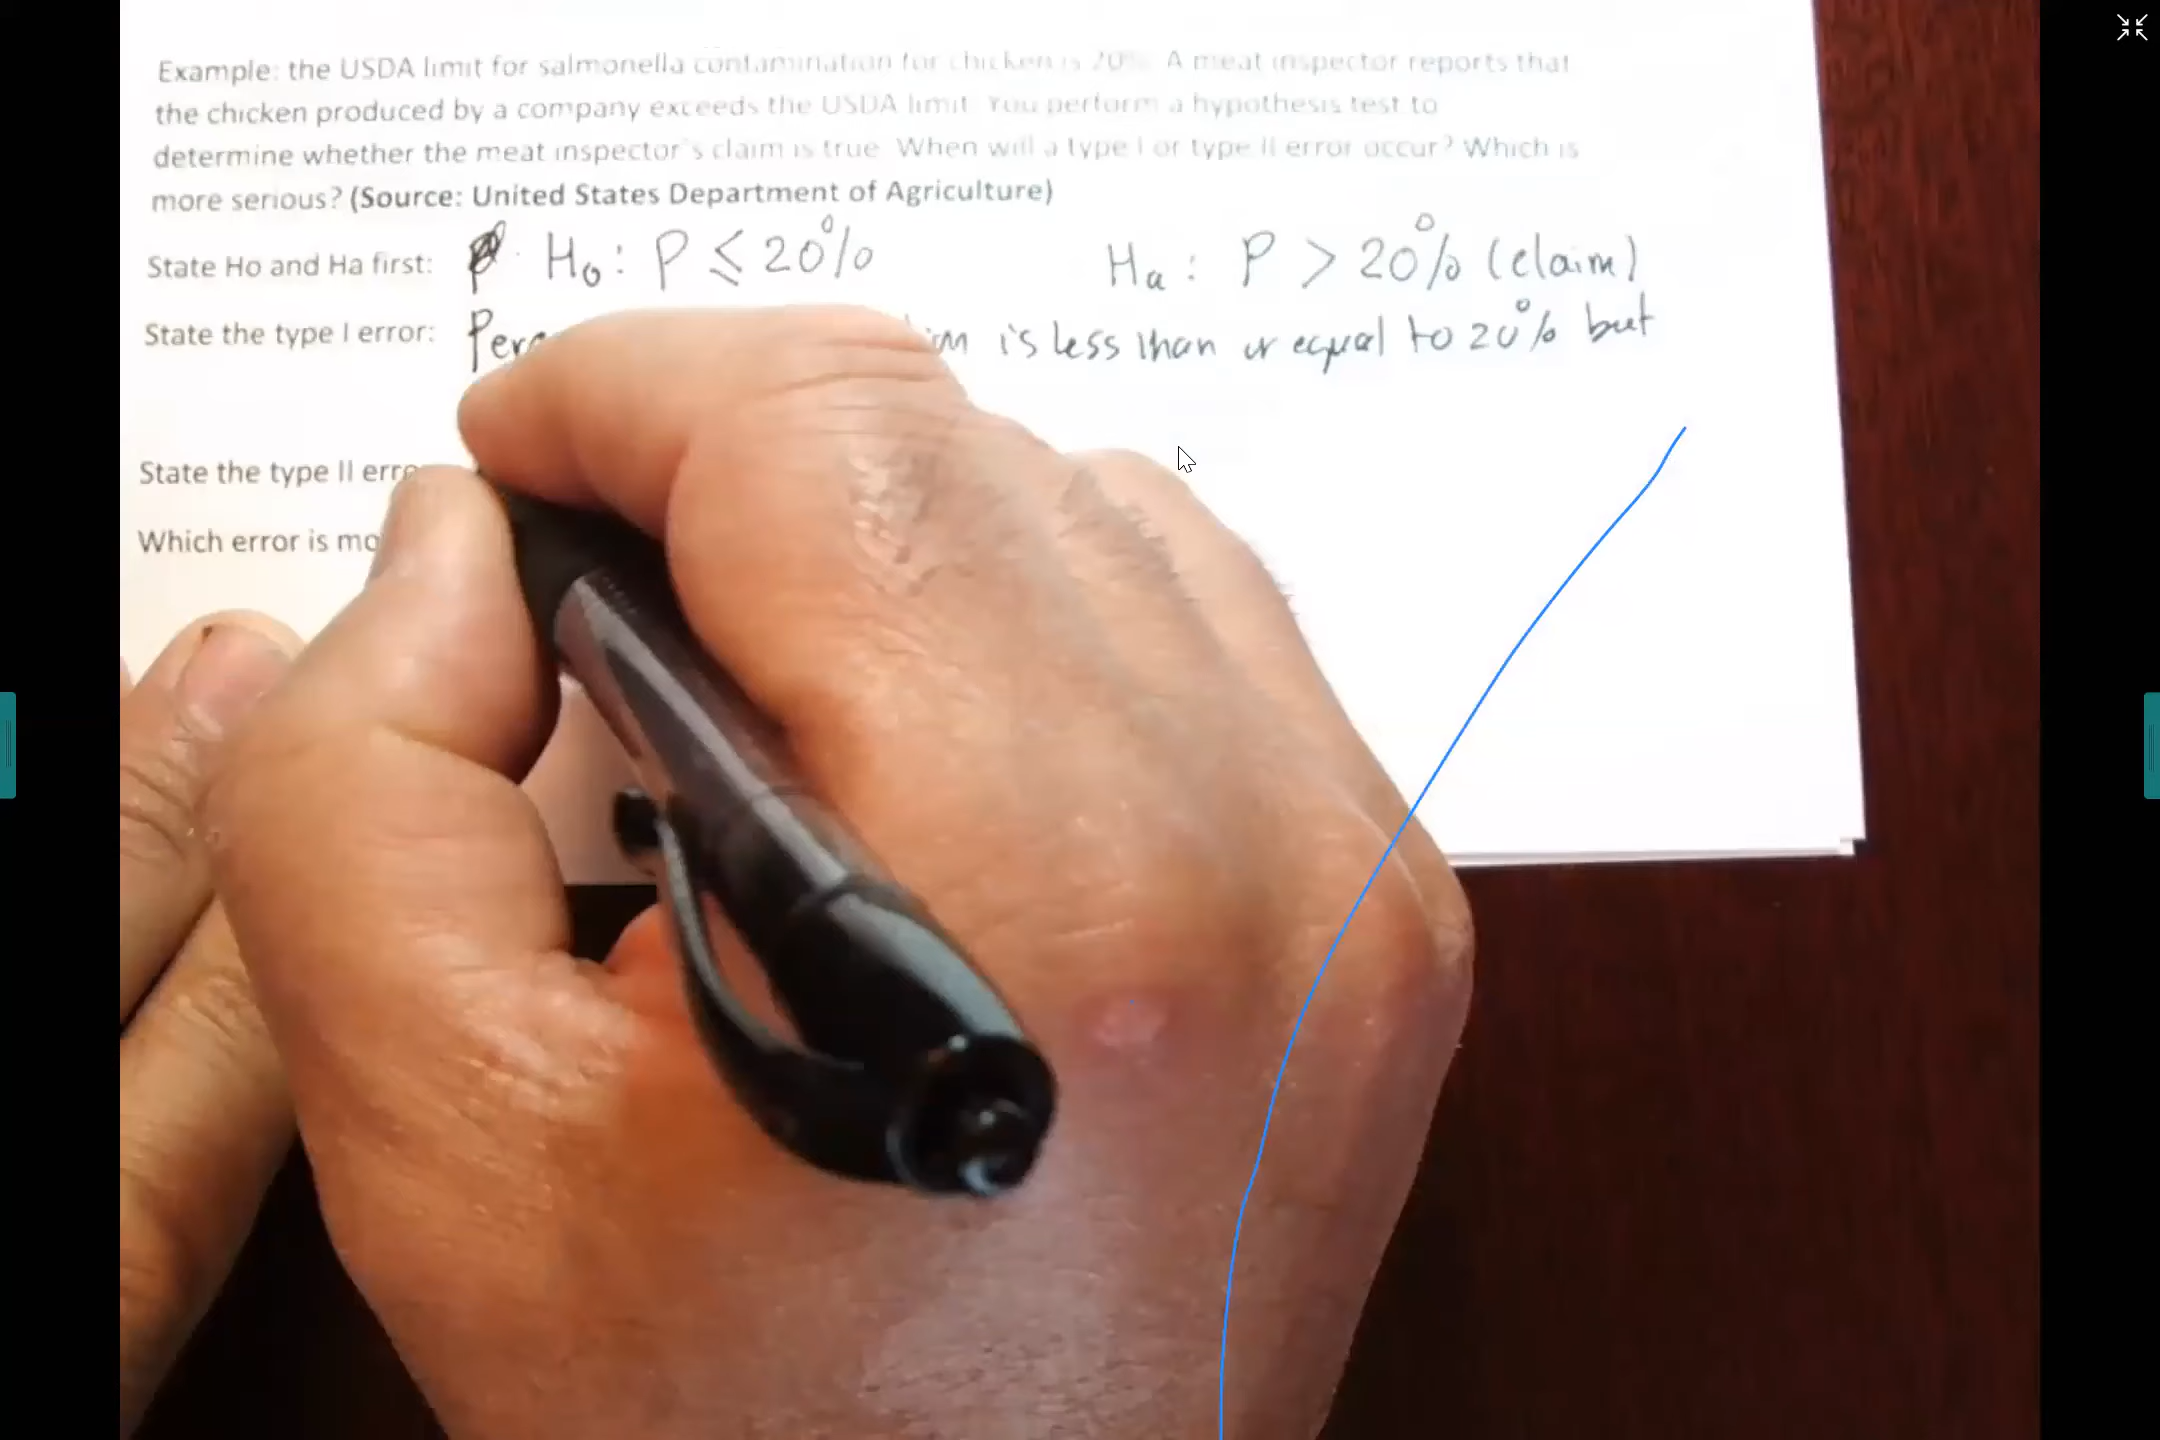 Example: the USDA limit for salmonella contamination for chicken is 20%. A meat inspector reports that
the chicken produced by a company exceeds the USDA limit. You perform a hypothesis test to
determine whether the meat inspector's claim is true. When will a type I or type II error occur? Which is
more serious? (Source: United States Department of Agriculture)
State Ho and Ha first: H₀: P ≤ 20% Hₐ: P > 20% (claim)
State the type I error: is less than or equal to 20% but
State the type II
Which error is